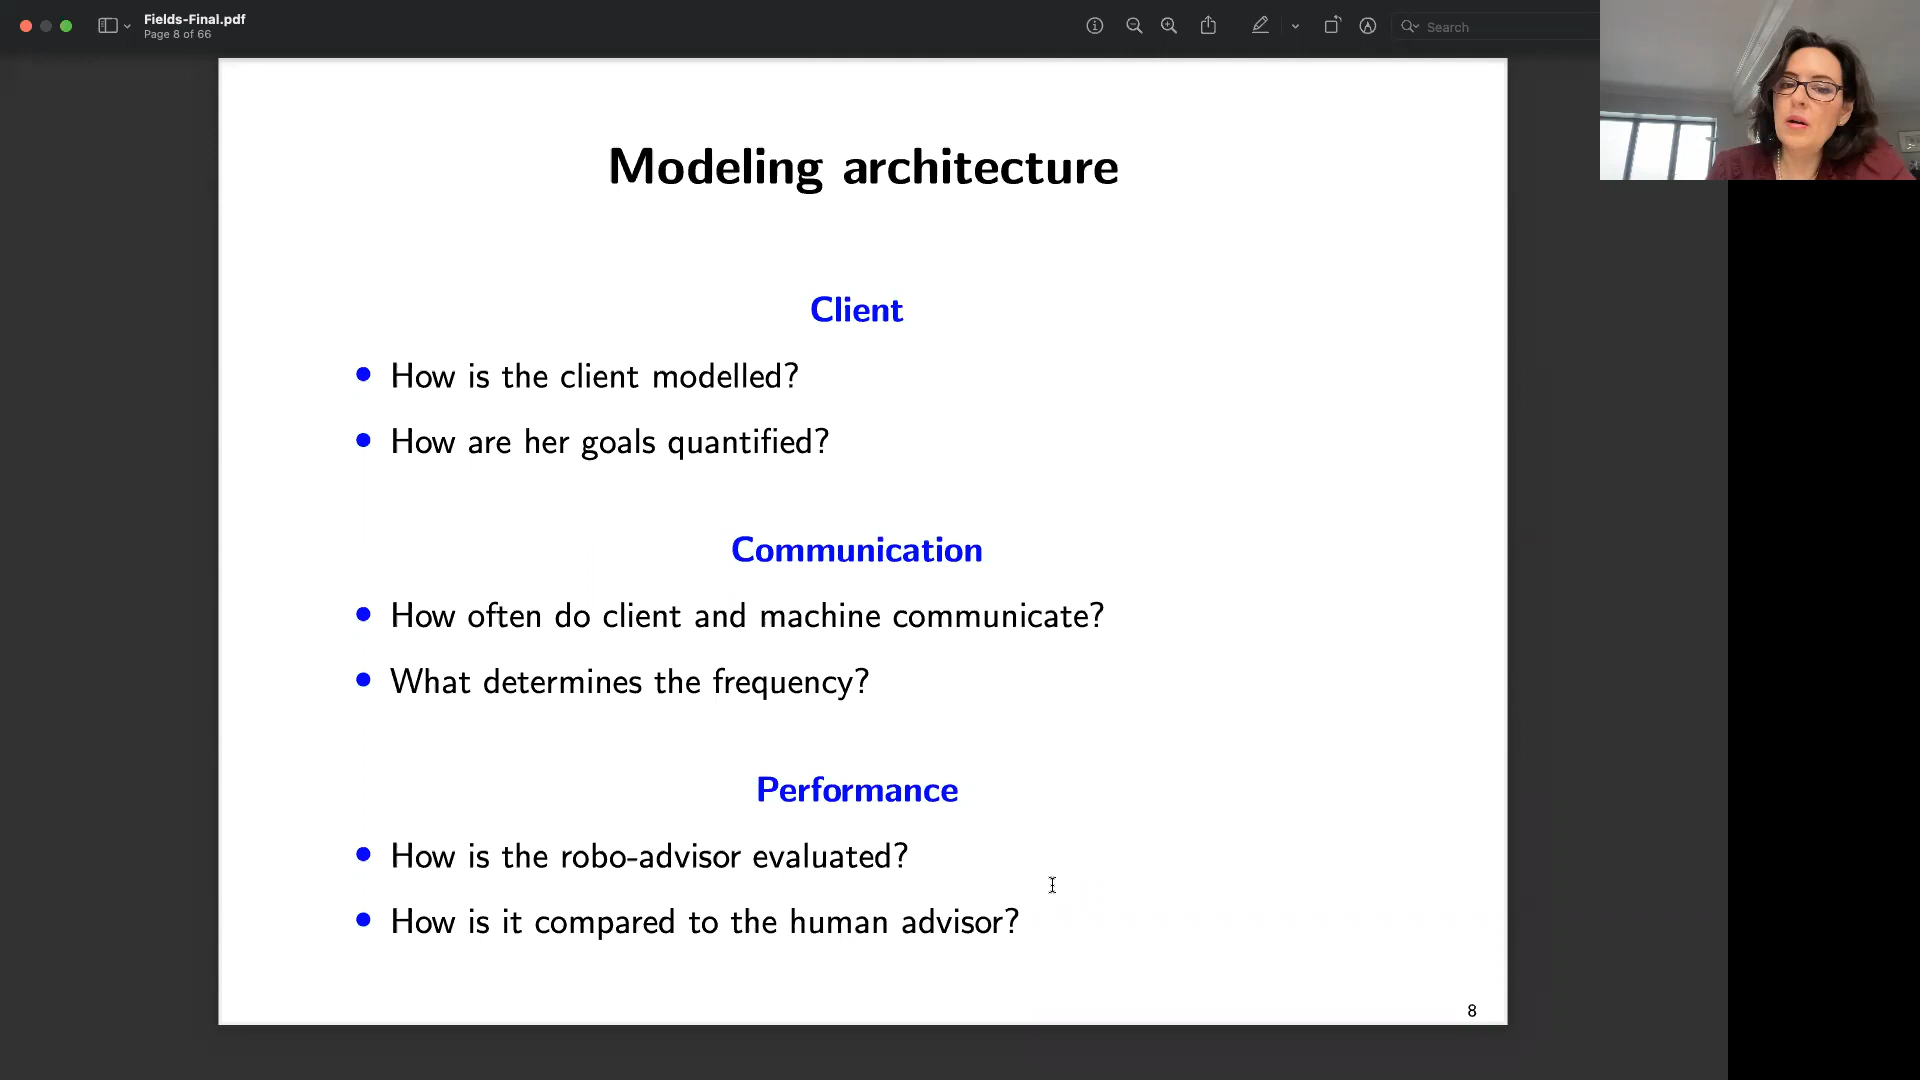 Fields-Final.pdf
Page 8 of 66
Search
Modeling architecture
Client
• How is the client modelled?
• How are her goals quantified?
Communication
• How often do client and machine communicate?
• What determines the frequency?
Performance
• How is the robo-advisor evaluated?
• How is it compared to the human advisor?
8